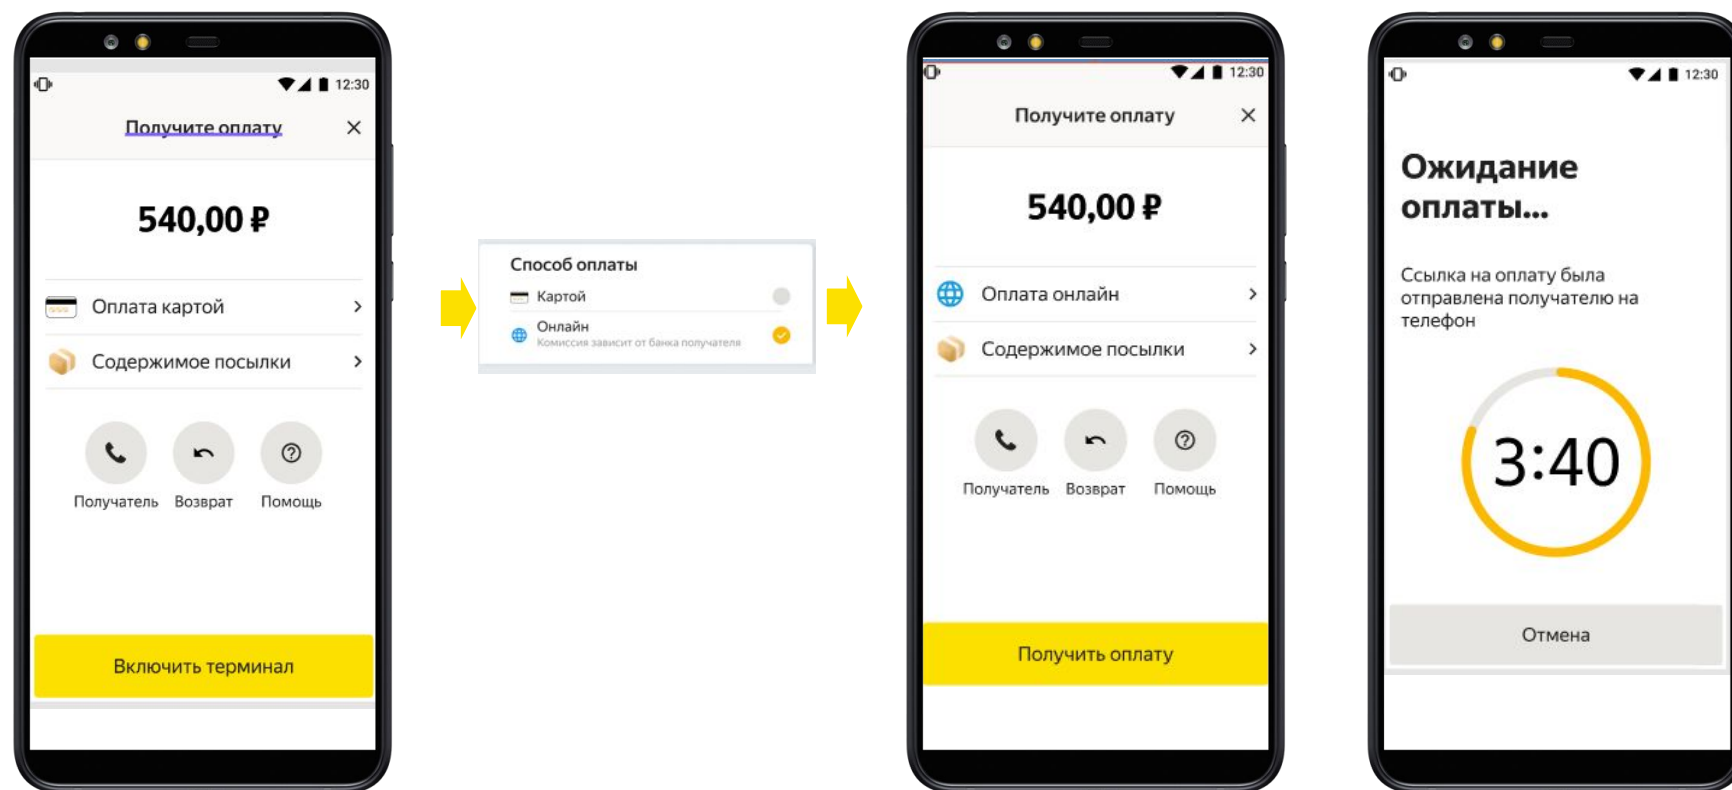 12:30
Получите оплату
540,00 ₽
Оплата картой
Содержимое посылки
Получатель Возврат Помощь
Включить терминал
Способ оплаты
Картой
Онлайн
Комиссия зависит от банка получателя
12:30
Получите оплату
540,00 ₽
Оплата онлайн
Содержимое посылки
Получатель Возврат Помощь
Получить оплату
12:30
Ожидание
оплаты...
Ссылка на оплату была
отправлена получателю на
телефон
3:40
Отмена